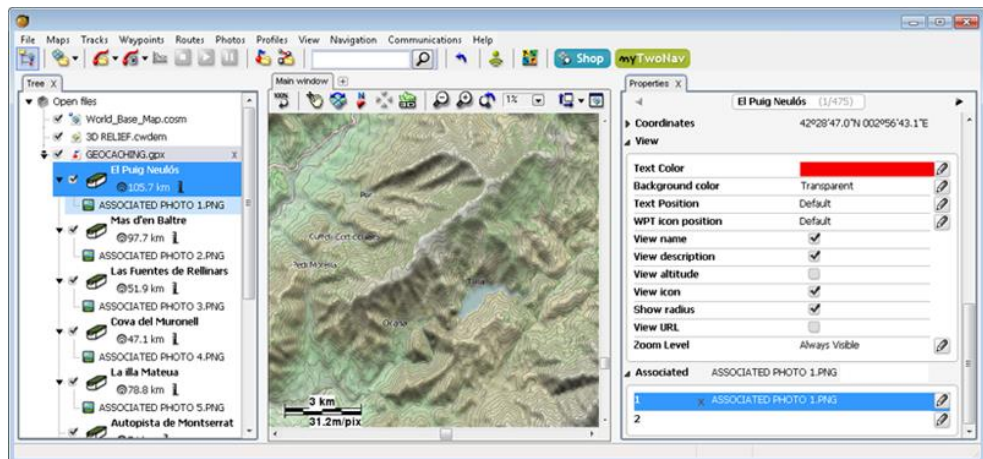 File Maps Tracks Waypoints Routes Photos Profiles View Navigation Communications Help
Shop
myTwoNav
Tree X
Open files
World_Base_Map.cosm
3D RELIEF.cwdem
GEOCACHING.gpx x
El Puig Neulós
105.7 km
ASSOCIATED PHOTO 1.PNG
Mas d'en Baltre
97.7 km
ASSOCIATED PHOTO 2.PNG
Las Fuentes de Rellinars
51.9 km
ASSOCIATED PHOTO 3.PNG
Cova del Muronell
47.1 km
ASSOCIATED PHOTO 4.PNG
La illa Mateua
78.8 km
ASSOCIATED PHOTO 5.PNG
Autopista de Montserrat
Main window
100%
1%
3 km
31.2m/pix
Properties X
El Puig Neulós (1/475)
Coordinates 42º28'47.0"N 002º56'43.1"E
View
Text Color
Background color Transparent
Text Position Default
WPT icon position Default
View name
View description
View altitude
View icon
Show radius
View URL
Zoom Level Always Visible
Associated ASSOCIATED PHOTO 1.PNG
1 x ASSOCIATED PHOTO 1.PNG
2